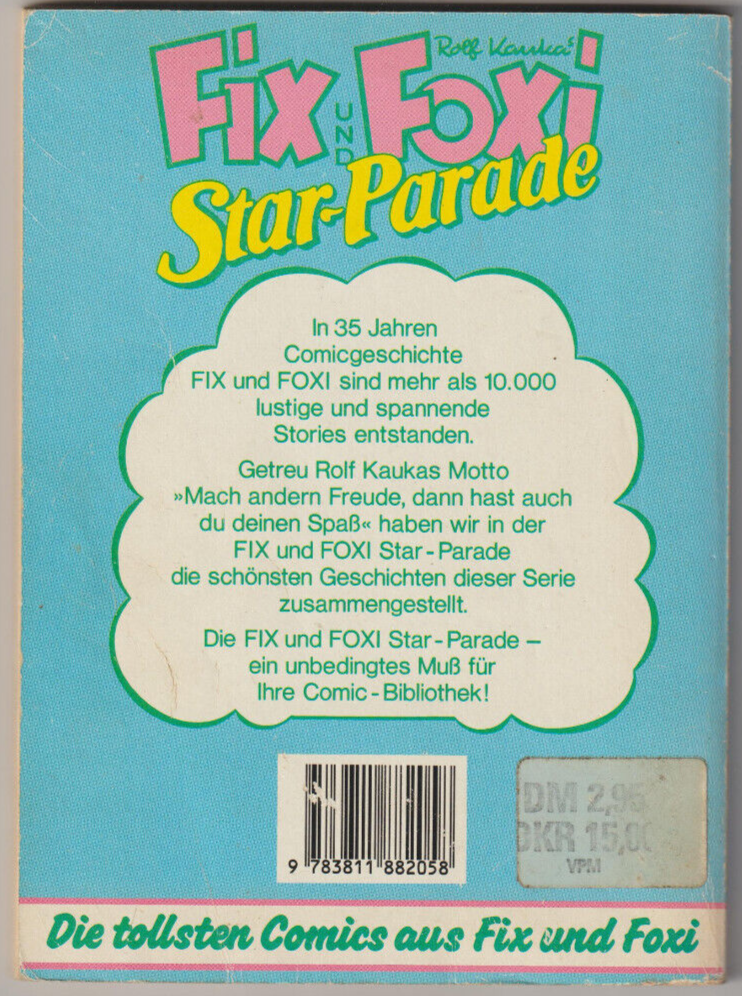 Rolf Kaukas
Fix UND Foxi
Star-Parade
In 35 Jahren
Comicgeschichte
FIX und FOXI sind mehr als 10.000
lustige und spannende
Stories entstanden.
Getreu Rolf Kaukas Motto
»Mach andern Freude, dann hast auch
du deinen Spaß« haben wir in der
FIX und FOXI Star-Parade
die schönsten Geschichten dieser Serie
zusammengestellt.
Die FIX und FOXI Star-Parade –
ein unbedingtes Muß für
Ihre Comic-Bibliothek!
DM 2,95
DKR 15,00
VPM
9 783811 882058
Die tollsten Comics aus Fix und Foxi